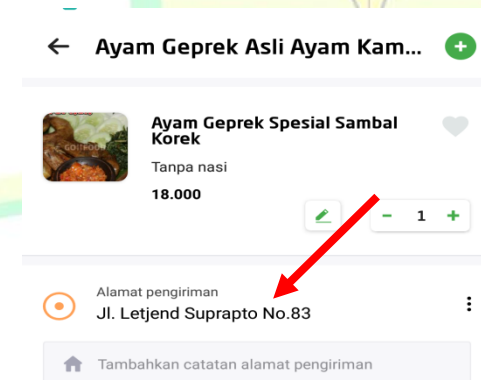 Ayam Geprek Asli Ayam Kam...
Ayam Geprek Spesial Sambal
Korek
Tanpa nasi
18.000
- 1 +
Alamat pengiriman
Jl. Letjend Suprapto No.83
Tambahkan catatan alamat pengiriman